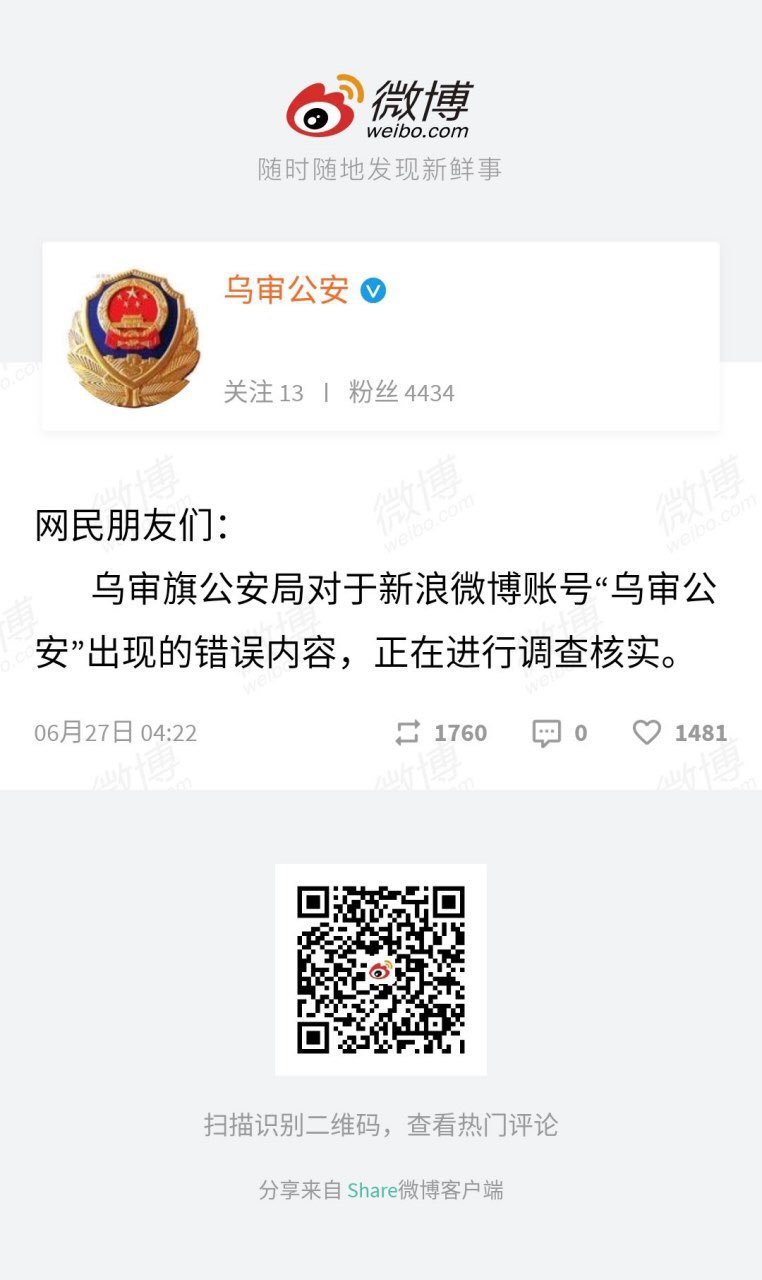 微博
weibo.com
随时随地发现新鲜事
乌审公安
关注 13 | 粉丝 4434
网民朋友们：
乌审旗公安局对于新浪微博账号“乌审公
安”出现的错误内容，正在进行调查核实。
06月27日 04:22 1760 0 1481
扫描识别二维码，查看热门评论
分享来自 Share微博客户端